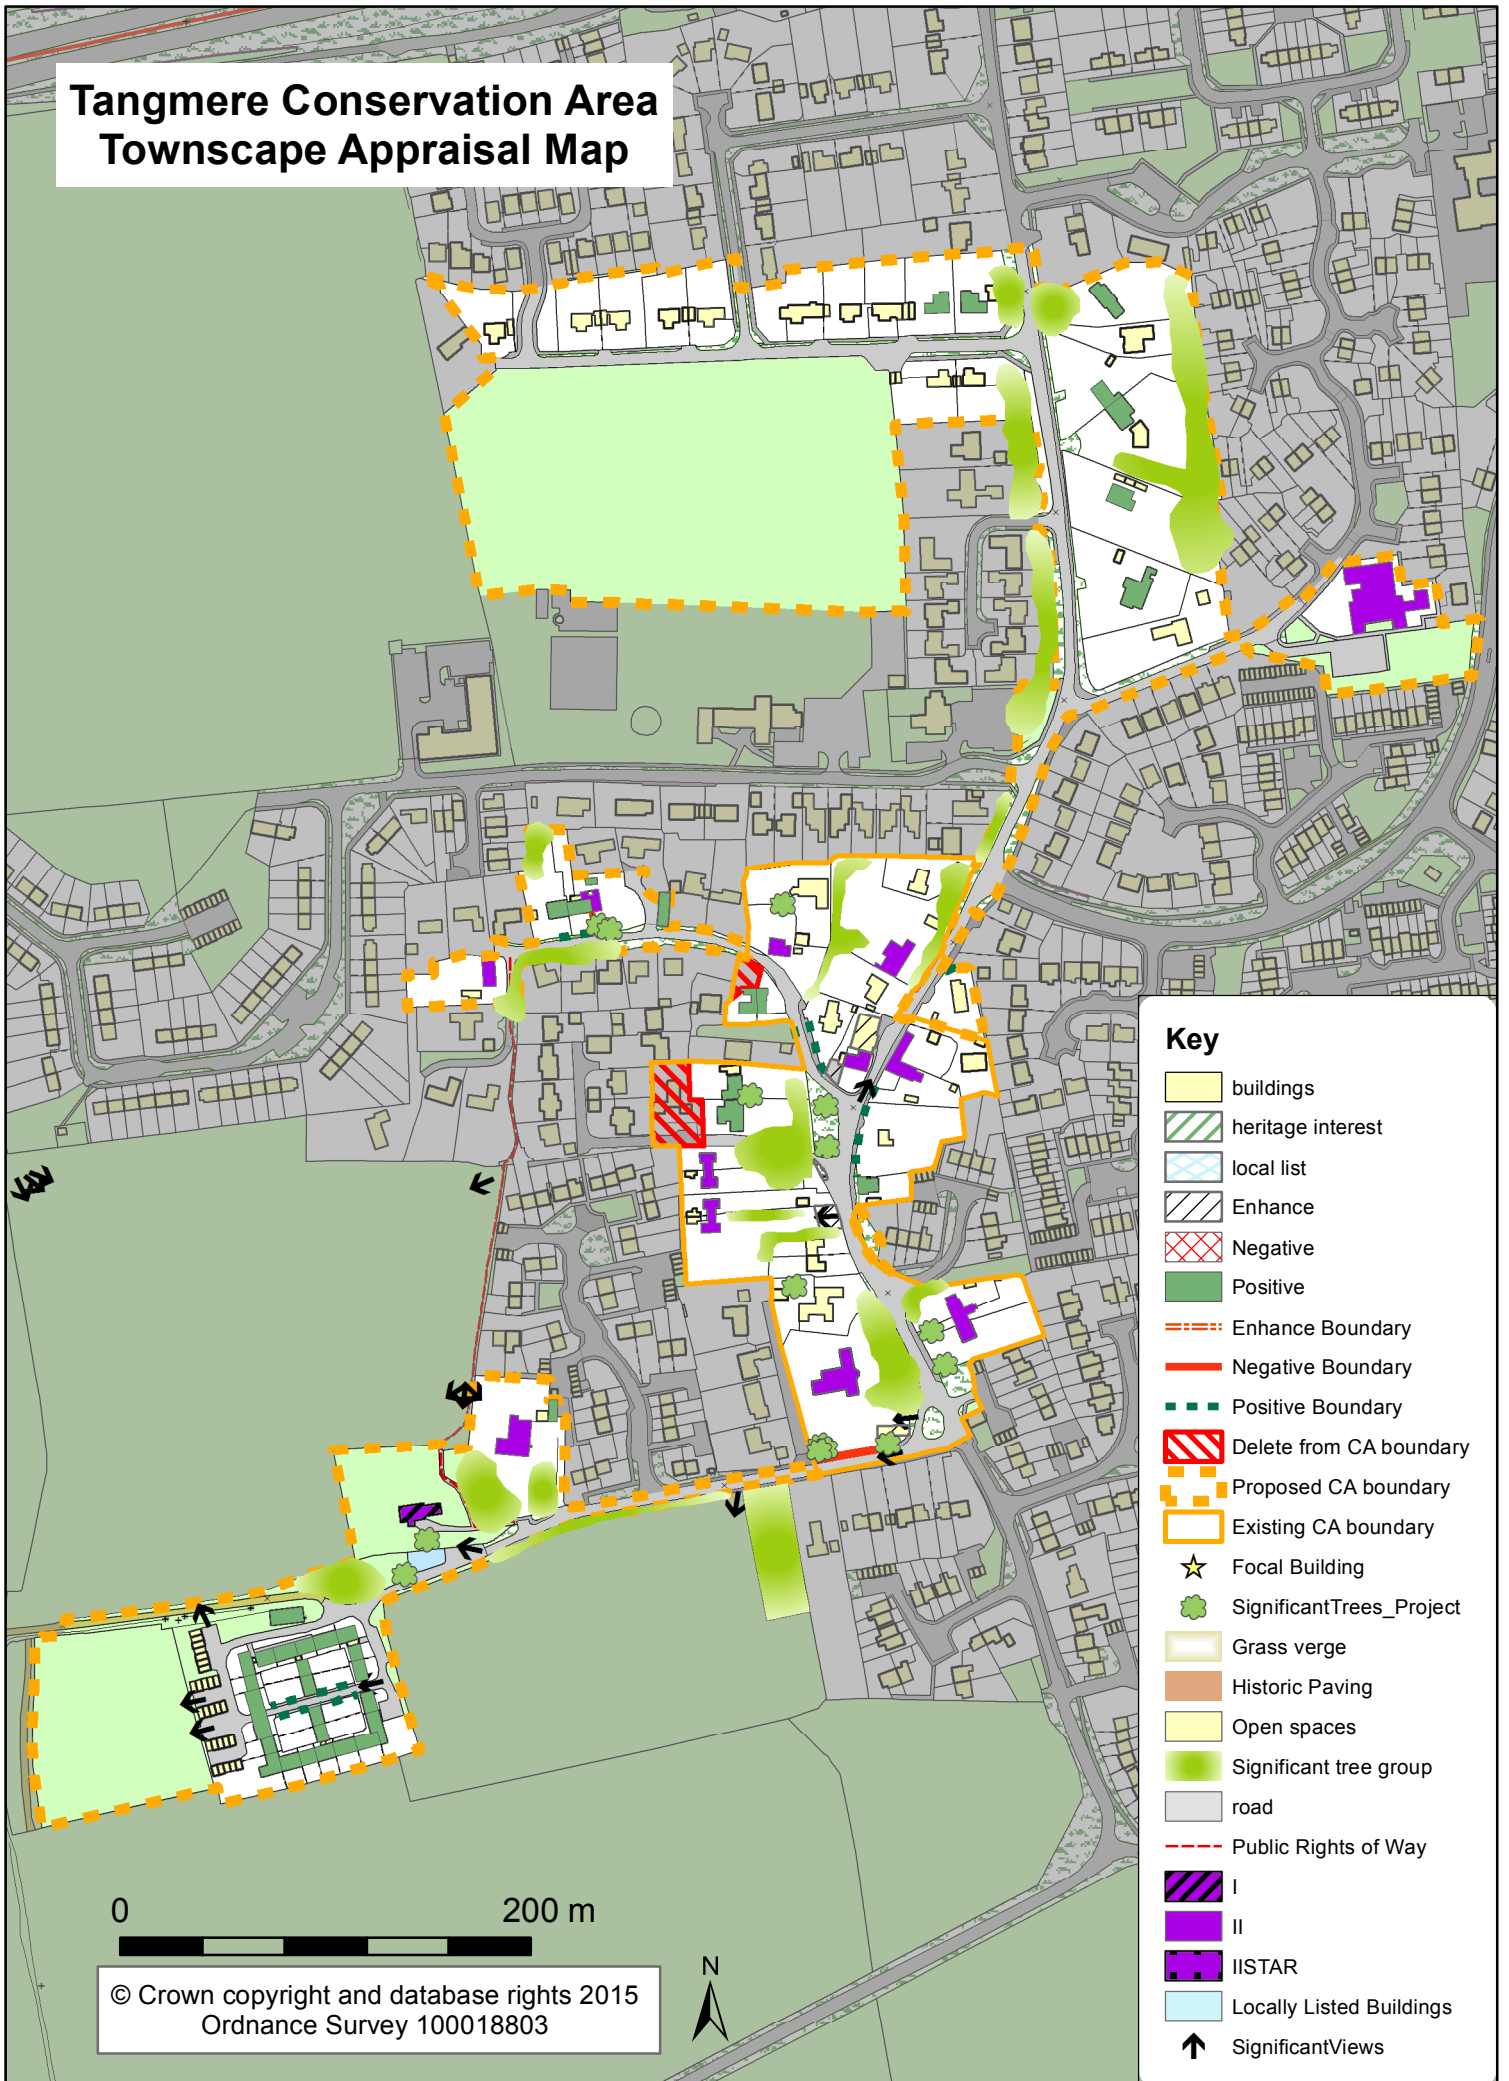 Tangmere Conservation Area
Townscape Appraisal Map
Key
buildings
heritage interest
local list
Enhance
Negative
Positive
Enhance Boundary
Negative Boundary
Positive Boundary
Delete from CA boundary
Proposed CA boundary
Existing CA boundary
Focal Building
SignificantTrees_Project
Grass verge
Historic Paving
Open spaces
Significant tree group
road
Public Rights of Way
I
II
IISTAR
Locally Listed Buildings
SignificantViews
0 200 m
N
© Crown copyright and database rights 2015
Ordnance Survey 100018803